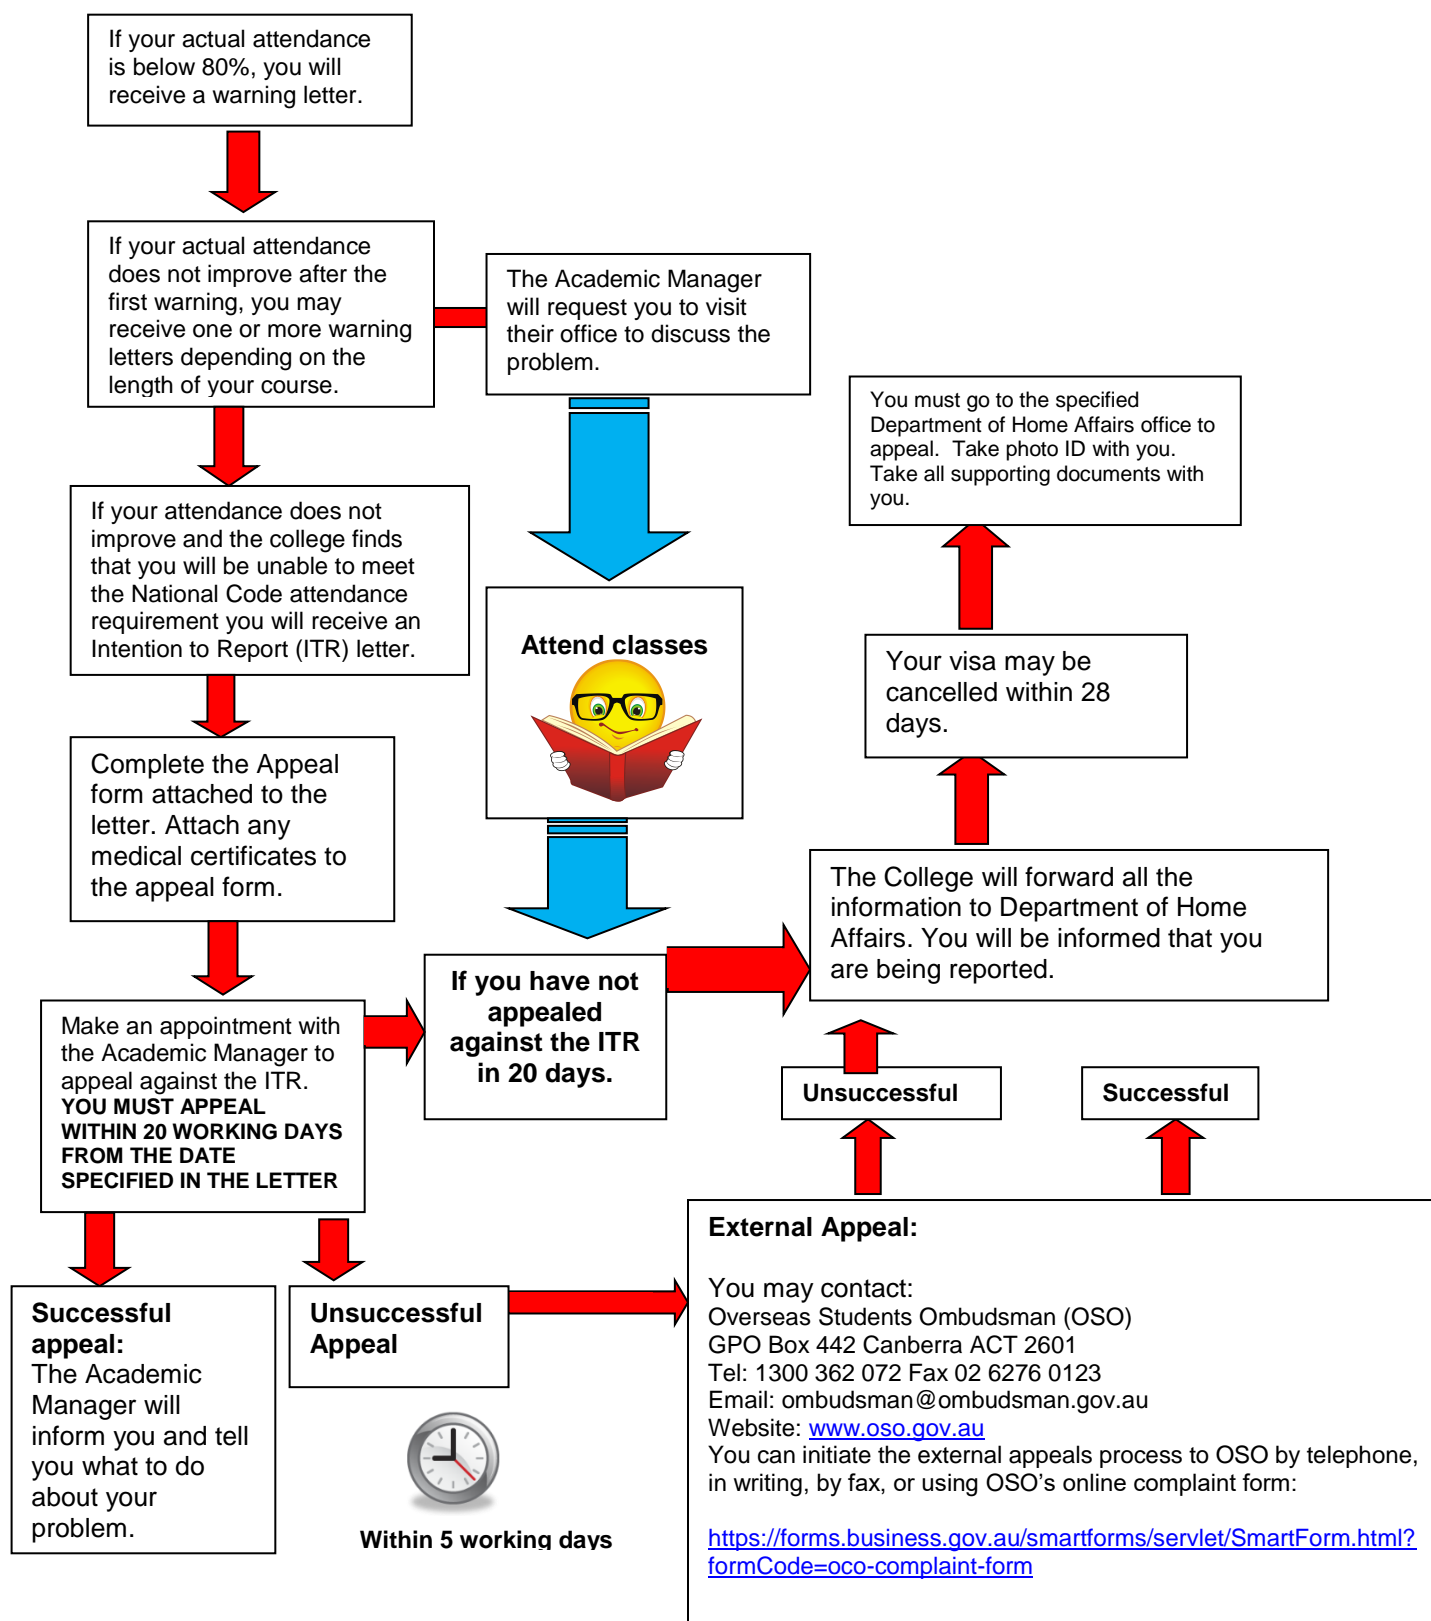 If your actual attendance
is below 80%, you will
receive a warning letter.
If your actual attendance
does not improve after the
first warning, you may
receive one or more warning
letters depending on the
length of your course.
The Academic Manager
will request you to visit
their office to discuss the
problem.
You must go to the specified
Department of Home Affairs office to
appeal.  Take photo ID with you.
Take all supporting documents with
you.
If your attendance does not
improve and the college finds
that you will be unable to meet
the National Code attendance
requirement you will receive an
Intention to Report (ITR) letter.
Attend classes
Your visa may be
cancelled within 28
days.
Complete the Appeal
form attached to the
letter. Attach any
medical certificates to
the appeal form.
The College will forward all the
information to Department of Home
Affairs. You will be informed that you
are being reported.
If you have not
appealed
against the ITR
in 20 days.
Make an appointment with
the Academic Manager to
appeal against the ITR.
YOU MUST APPEAL
WITHIN 20 WORKING DAYS
FROM THE DATE
SPECIFIED IN THE LETTER
Unsuccessful
Successful
Successful
appeal:
The Academic
Manager will
inform you and tell
you what to do
about your
problem.
Unsuccessful
Appeal
Within 5 working days
External Appeal:
You may contact:
Overseas Students Ombudsman (OSO)
GPO Box 442 Canberra ACT 2601
Tel: 1300 362 072 Fax 02 6276 0123
Email: ombudsman@ombudsman.gov.au
Website: www.oso.gov.au
You can initiate the external appeals process to OSO by telephone,
in writing, by fax, or using OSO’s online complaint form:
https://forms.business.gov.au/smartforms/servlet/SmartForm.html?
formCode=oco-complaint-form